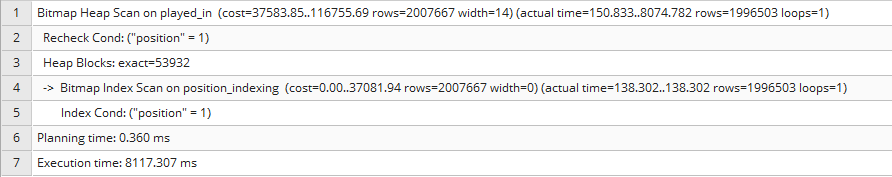 1 Bitmap Heap Scan on played_in (cost=37583.85..116755.69 rows=2007667 width=14) (actual time=150.833..8074.782 rows=1996503 loops=1)
2 Recheck Cond: ("position" = 1)
3 Heap Blocks: exact=53932
4 -> Bitmap Index Scan on position_indexing (cost=0.00..37081.94 rows=2007667 width=0) (actual time=138.302..138.302 rows=1996503 loops=1)
5 Index Cond: ("position" = 1)
6 Planning time: 0.360 ms
7 Execution time: 8117.307 ms